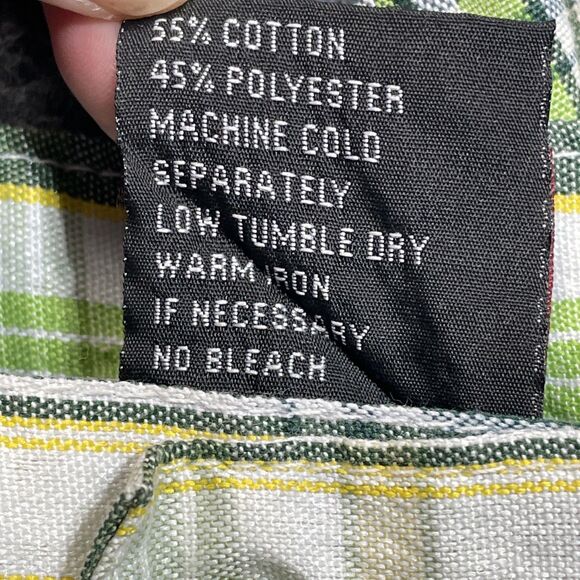 55% COTTON
45% POLYESTER
MACHINE COLD
SEPARATELY
LOW TUMBLE DRY
WARM IRON
IF NECESSARY
NO BLEACH